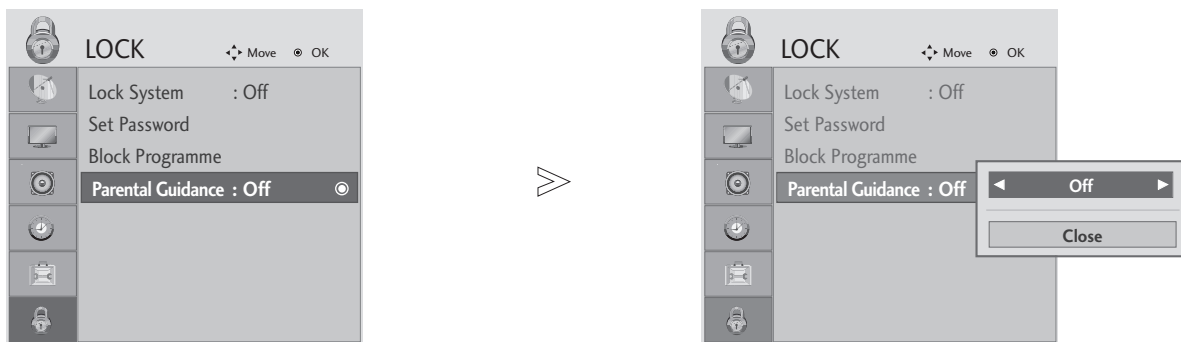 LOCK
Move OK
Lock System : Off
Set Password
Block Programme
Parental Guidance : Off
LOCK
Move OK
Lock System : Off
Set Password
Block Programme
Parental Guidance : Off
Off
Close